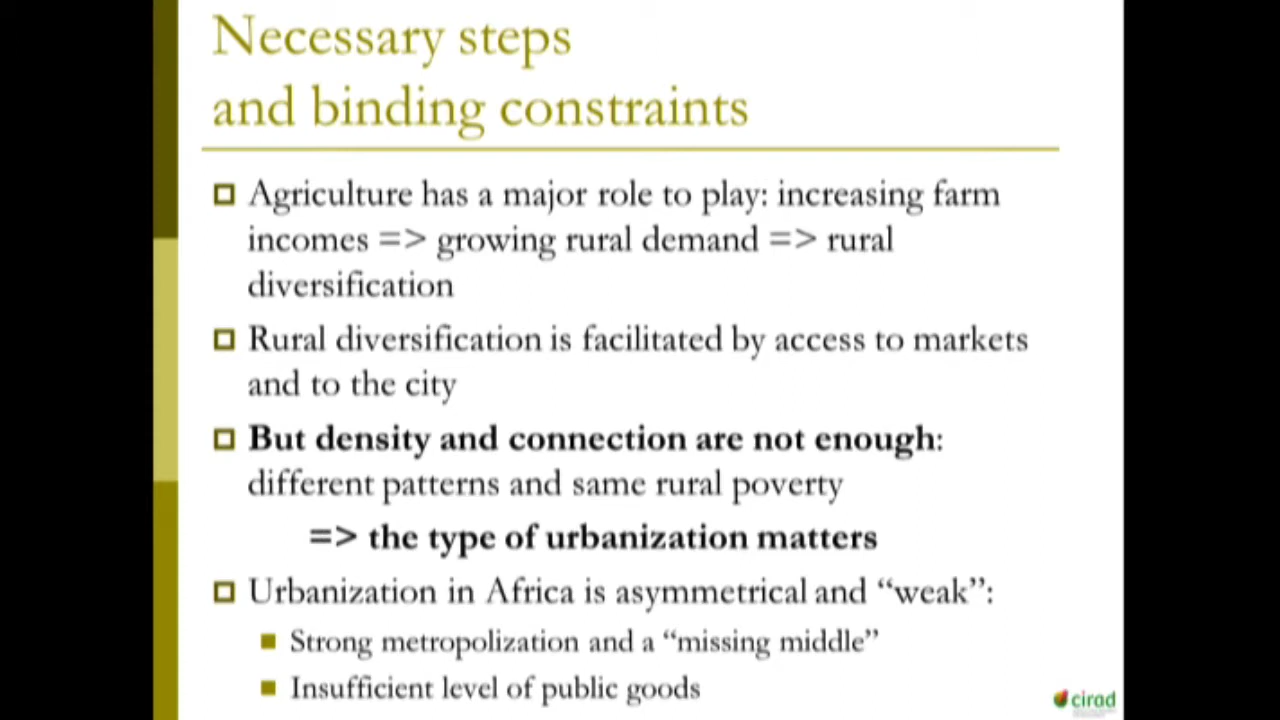 Necessary steps
and binding constraints
Agriculture has a major role to play: increasing farm
incomes => growing rural demand => rural
diversification
Rural diversification is facilitated by access to markets
and to the city
But density and connection are not enough:
different patterns and same rural poverty
=> the type of urbanization matters
Urbanization in Africa is asymmetrical and “weak”:
Strong metropolization and a “missing middle”
Insufficient level of public goods
cirad